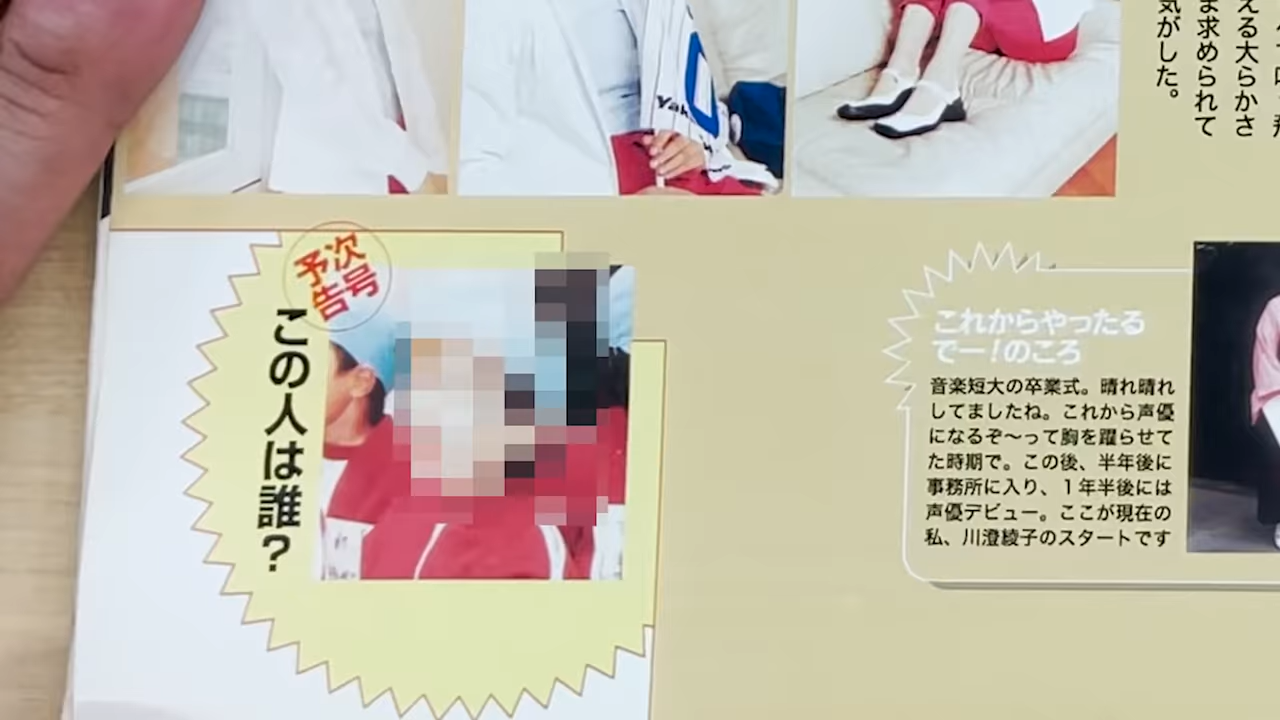 える大らかさ
ま求められて
気がした。
次号
予告
この人は誰？
これからやったる
でー！のころ
音楽短大の卒業式。晴れ晴れ
してましたね。これから声優
になるぞ〜って胸を躍らせて
た時期で。この後、半年後に
事務所に入り、１年半後には
声優デビュー。ここが現在の
私、川澄綾子のスタートです